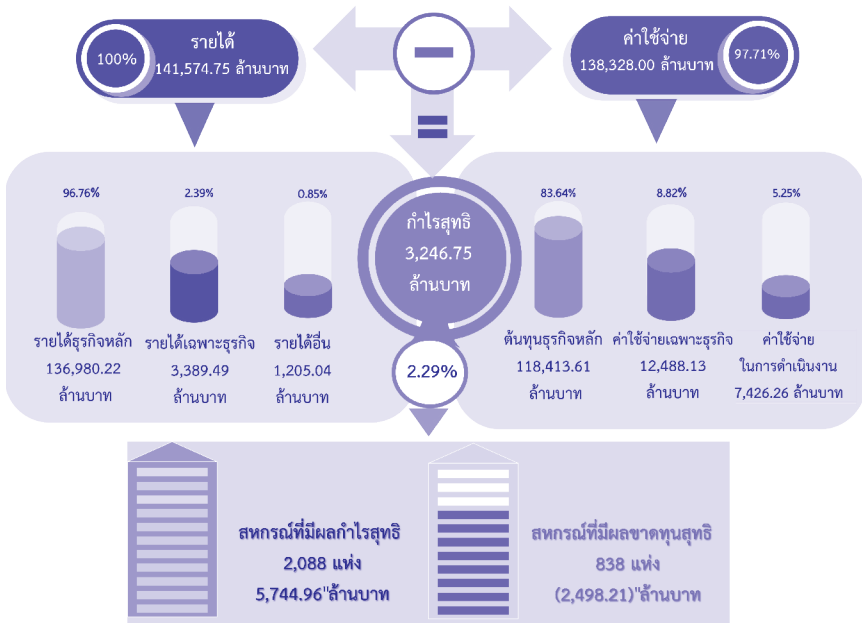 100%
รายได้
141,574.75 ล้านบาท
ค่าใช้จ่าย
138,328.00 ล้านบาท
97.71%
96.76%
2.39%
0.85%
รายได้ธุรกิจหลัก
136,980.22
ล้านบาท
รายได้เฉพาะธุรกิจ
3,389.49
ล้านบาท
รายได้อื่น
1,205.04
ล้านบาท
กำไรสุทธิ
3,246.75
ล้านบาท
2.29%
83.64%
8.82%
5.25%
ต้นทุนธุรกิจหลัก
118,413.61
ล้านบาท
ค่าใช้จ่ายเฉพาะธุรกิจ
12,488.13
ล้านบาท
ค่าใช้จ่าย
ในการดำเนินงาน
7,426.26 ล้านบาท
สหกรณ์ที่มีผลกำไรสุทธิ
2,088 แห่ง
5,744.96"ล้านบาท
สหกรณ์ที่มีผลขาดทุนสุทธิ
838 แห่ง
(2,498.21)"ล้านบาท